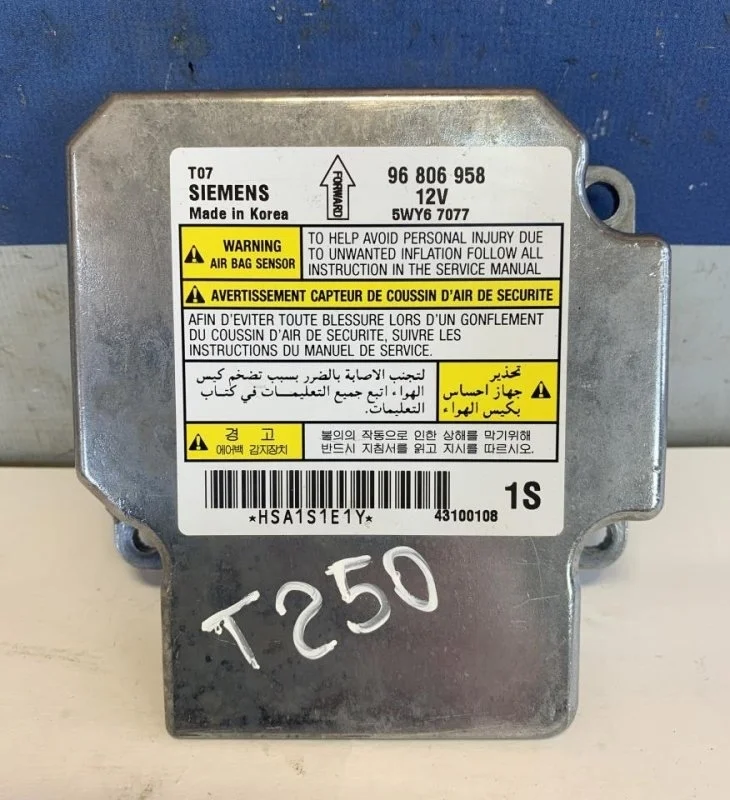 T07
SIEMENS
Made in Korea
FORWARD
96 806 958
12V
5WY6 7077
WARNING
AIR BAG SENSOR
TO HELP AVOID PERSONAL INJURY DUE
TO UNWANTED INFLATION FOLLOW ALL
INSTRUCTION IN THE SERVICE MANUAL
AVERTISSEMENT CAPTEUR DE COUSSIN D'AIR DE SECURITE
AFIN D'EVITER TOUTE BLESSURE LORS D'UN GONFLEMENT
DU COUSSIN D'AIR DE SECURITE, SUIVRE LES
INSTRUCTIONS DU MANUEL DE SERVICE.
تحذير
جهاز احساس
بكيس الهواء
لتجنب الاصابة بالضرر بسبب تضخم كيس
الهواء اتبع جميع التعليمات في كتاب
التعليمات.
경 고
에어백 감지장치
불의의 작동으로 인한 상해를 막기위해
반드시 지침서를 읽고 지시를 따르시오.
*HSA1S1E1Y*
43100108
1S
T250